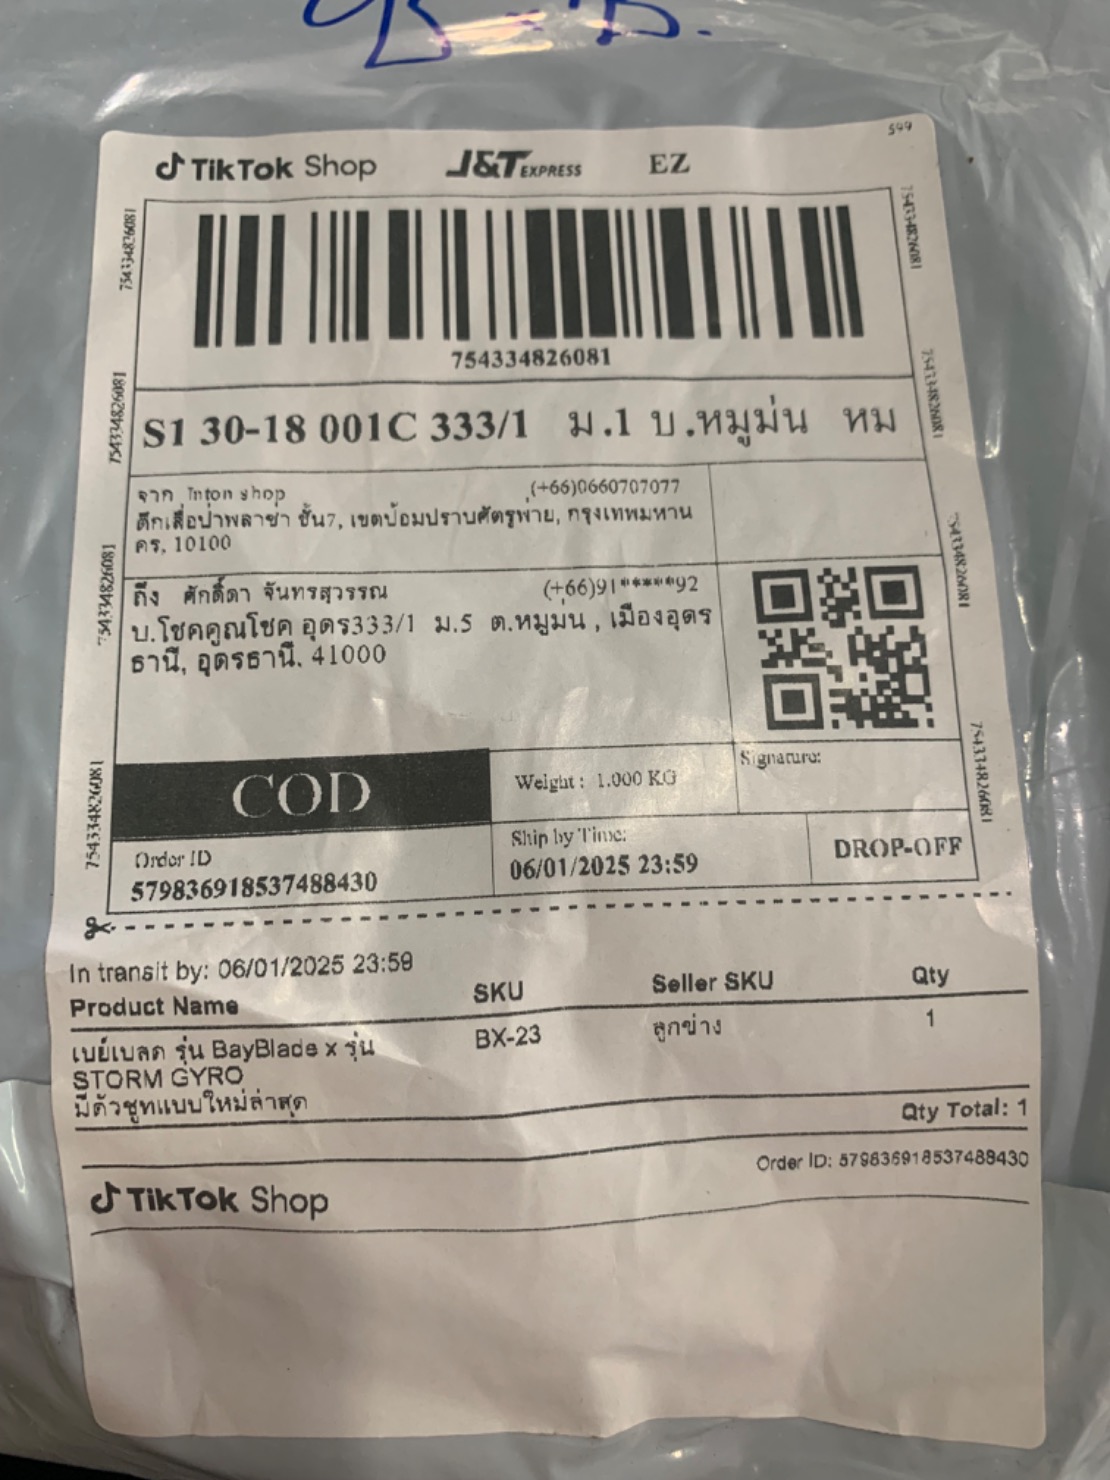 599
TikTok Shop J&T EXPRESS EZ
754334826081
S1 30-18 001C 333/1 ม.1 บ.หมูม่น หม
จาก Inton shop (+66)0660707077
ตึกเสือป่าพลาซ่า ชั้น7, เขตป้อมปราบศัตรูพ่าย, กรุงเทพมหาน
คร, 10100
ถึง ศักดิ์ดา จันทรสุวรรณ (+66)91*****92
บ.โชคคูณโชค อุดร333/1 ม.5 ต.หมูม่น , เมืองอุดร
ธานี, อุดรธานี, 41000
COD
Weight : 1.000 KG
Signature:
Order ID
579836918537488430
Ship by Time:
06/01/2025 23:59
DROP-OFF
754334826081
754334826081
754334826081
754334826081
754334826081
754334826081
754334826081
754334826081
In transit by: 06/01/2025 23:59
Product Name SKU Seller SKU Qty
เบย์เบลด รุ่น BayBlade x รุ่น BX-23 ลูกข่าง 1
STORM GYRO
มีตัวชูทแบบใหม่ล่าสุด
Qty Total: 1
Order ID: 579836918537488430
TikTok Shop